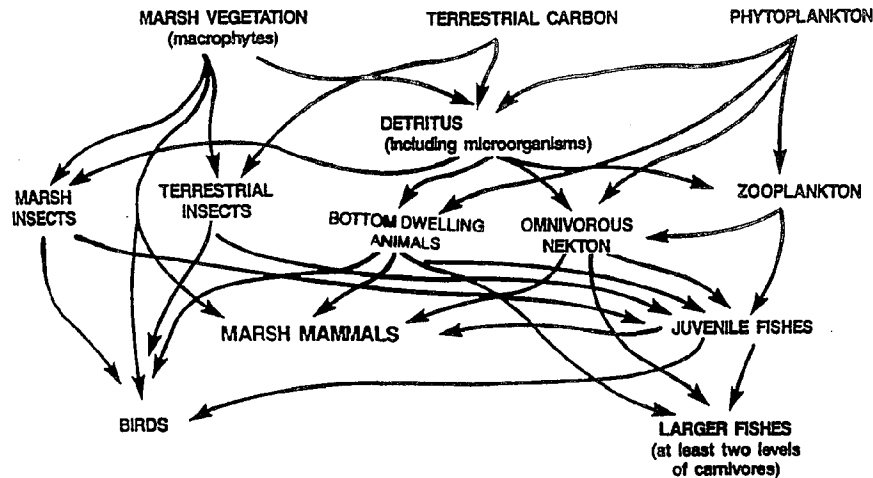 MARSH VEGETATION
(macrophytes)
TERRESTRIAL CARBON
PHYTOPLANKTON
DETRITUS
(including microorganisms)
MARSH
INSECTS
TERRESTRIAL
INSECTS
BOTTOM DWELLING
ANIMALS
OMNIVOROUS
NEKTON
ZOOPLANKTON
MARSH MAMMALS
JUVENILE FISHES
BIRDS
LARGER FISHES
(at least two levels
of carnivores)